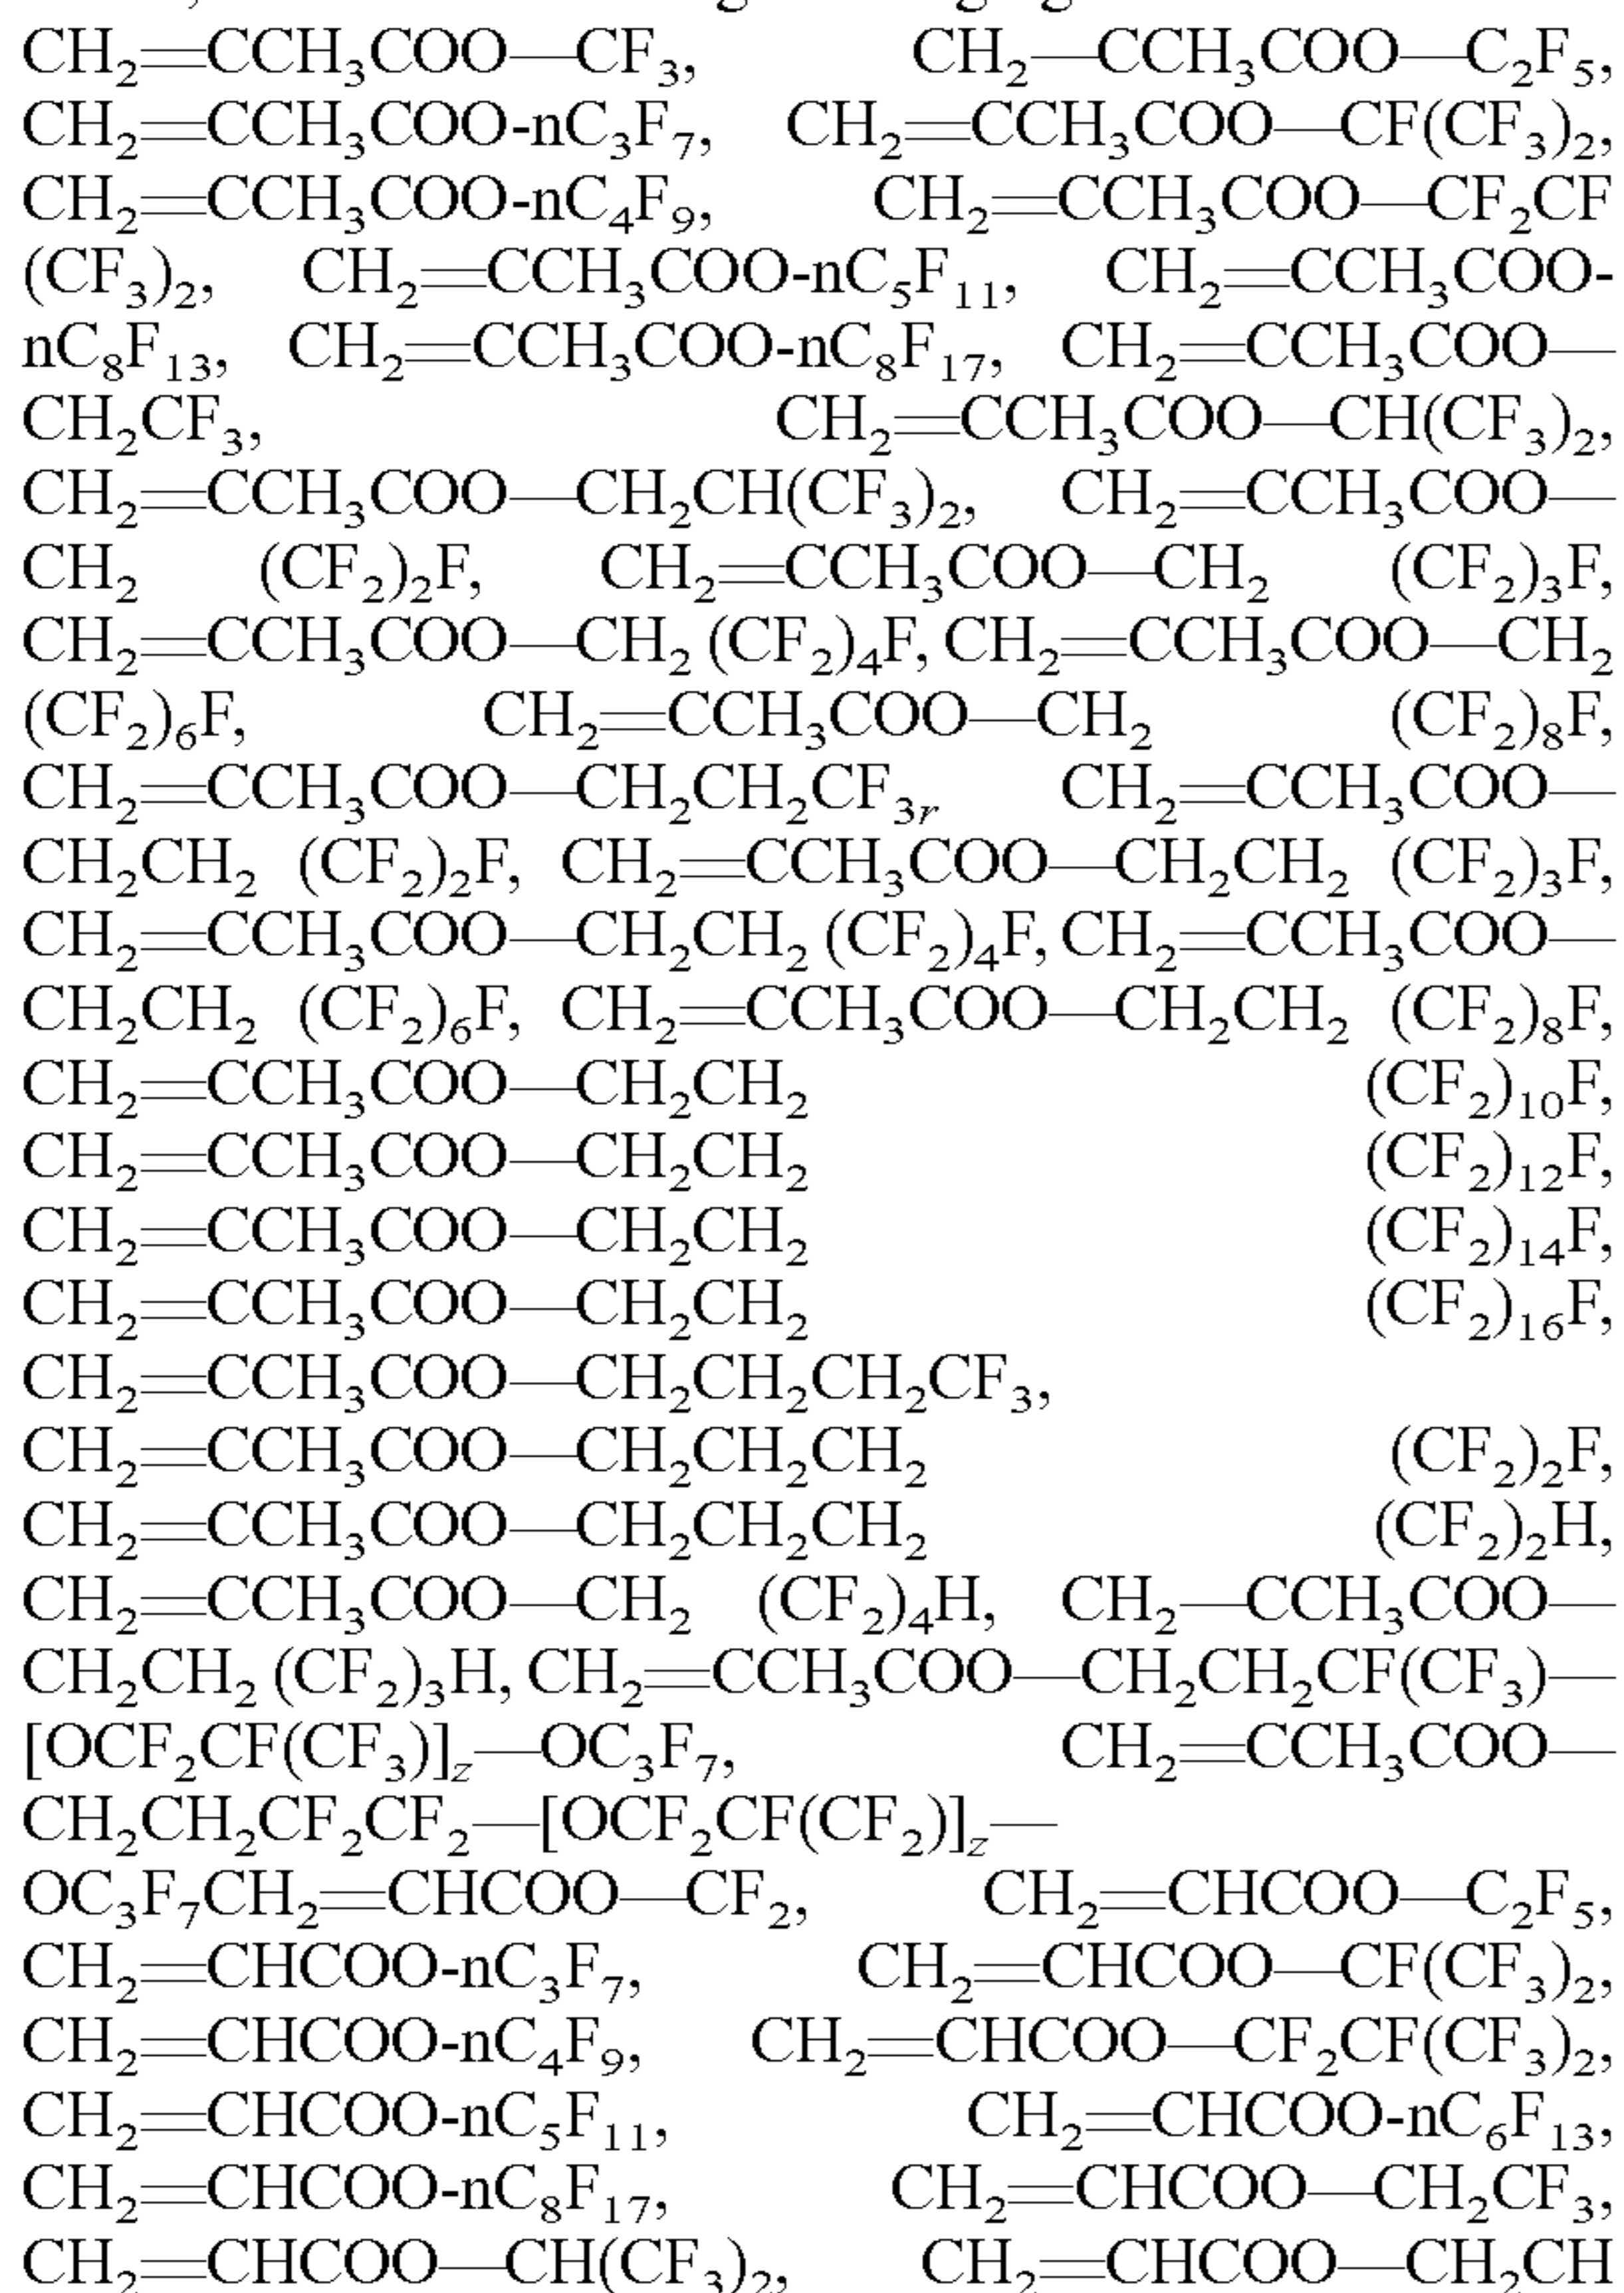 CH₂═CCH₃COO—CF₃, CH₂—CCH₃COO—C₂F₅,
CH₂═CCH₃COO-nC₃F₇, CH₂═CCH₃COO—CF(CF₃)₂,
CH₂═CCH₃COO-nC₄F₉, CH₂═CCH₃COO—CF₂CF
(CF₃)₂, CH₂═CCH₃COO-nC₅F₁₁, CH₂═CCH₃COO-
nC₈F₁₃, CH₂═CCH₃COO-nC₈F₁₇, CH₂═CCH₃COO—
CH₂CF₃, CH₂═CCH₃COO—CH(CF₃)₂,
CH₂═CCH₃COO—CH₂CH(CF₃)₂, CH₂═CCH₃COO—
CH₂ (CF₂)₂F, CH₂═CCH₃COO—CH₂ (CF₂)₃F,
CH₂═CCH₃COO—CH₂ (CF₂)₄F, CH₂═CCH₃COO—CH₂
(CF₂)₆F, CH₂═CCH₃COO—CH₂ (CF₂)₈F,
CH₂═CCH₃COO—CH₂CH₂CF₃ᵣ CH₂═CCH₃COO—
CH₂CH₂ (CF₂)₂F, CH₂═CCH₃COO—CH₂CH₂ (CF₂)₃F,
CH₂═CCH₃COO—CH₂CH₂ (CF₂)₄F, CH₂═CCH₃COO—
CH₂CH₂ (CF₂)₆F, CH₂═CCH₃COO—CH₂CH₂ (CF₂)₈F,
CH₂═CCH₃COO—CH₂CH₂ (CF₂)₁₀F,
CH₂═CCH₃COO—CH₂CH₂ (CF₂)₁₂F,
CH₂═CCH₃COO—CH₂CH₂ (CF₂)₁₄F,
CH₂═CCH₃COO—CH₂CH₂ (CF₂)₁₆F,
CH₂═CCH₃COO—CH₂CH₂CH₂CF₃,
CH₂═CCH₃COO—CH₂CH₂CH₂ (CF₂)₂F,
CH₂═CCH₃COO—CH₂CH₂CH₂ (CF₂)₂H,
CH₂═CCH₃COO—CH₂ (CF₂)₄H, CH₂—CCH₃COO—
CH₂CH₂ (CF₂)₃H, CH₂═CCH₃COO—CH₂CH₂CF(CF₃)—
[OCF₂CF(CF₃)]z—OC₃F₇, CH₂═CCH₃COO—
CH₂CH₂CF₂CF₂—[OCF₂CF(CF₂)]z—
OC₃F₇CH₂═CHCOO—CF₂, CH₂═CHCOO—C₂F₅,
CH₂═CHCOO-nC₃F₇, CH₂═CHCOO—CF(CF₃)₂,
CH₂═CHCOO-nC₄F₉, CH₂═CHCOO—CF₂CF(CF₃)₂,
CH₂═CHCOO-nC₅F₁₁, CH₂═CHCOO-nC₆F₁₃,
CH₂═CHCOO-nC₈F₁₇, CH₂═CHCOO—CH₂CF₃,
CH₂═CHCOO—CH(CF₃)₂, CH₂═CHCOO—CH₂CH